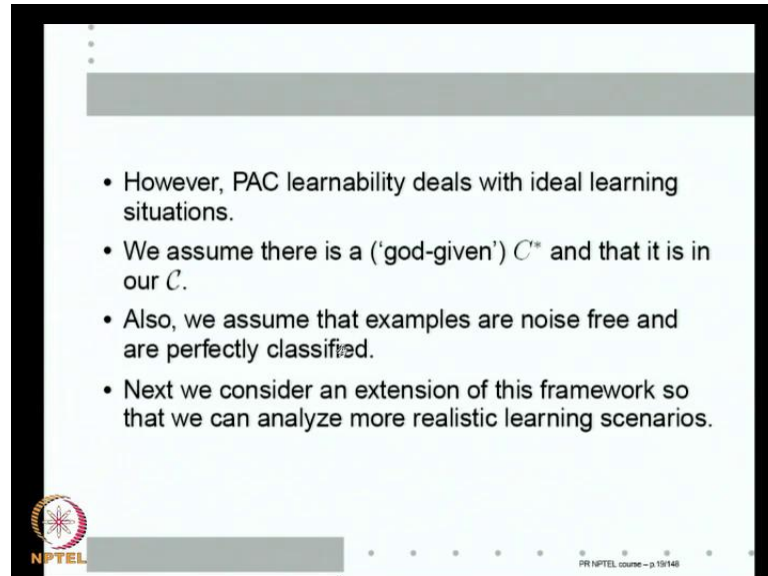 • However, PAC learnability deals with ideal learning
situations.
• We assume there is a ('god-given') C* and that it is in
our C.
• Also, we assume that examples are noise free and
are perfectly classified.
• Next we consider an extension of this framework so
that we can analyze more realistic learning scenarios.
NPTEL
PR NPTEL course – p.19/148